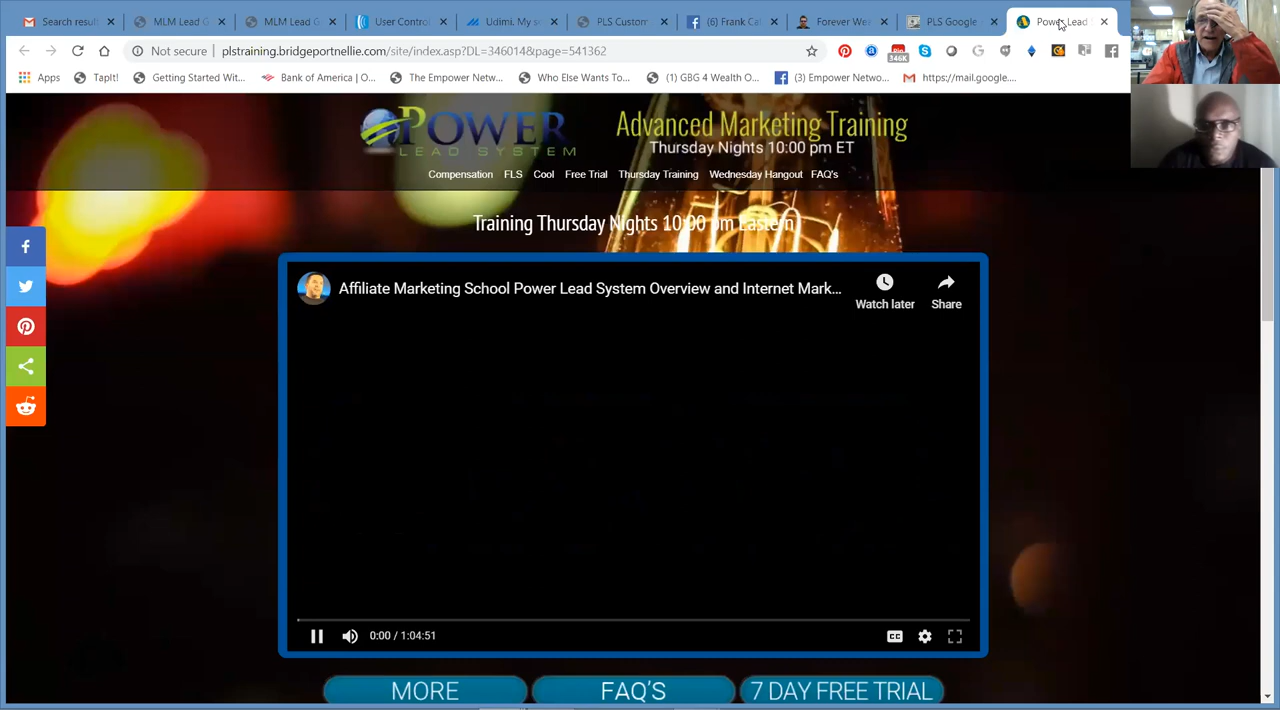 Search resul
MLM Lead G
MLM Lead G
User Control
Udimi. My s
PLS Custom
(6) Frank Ca
Forever Wea
PLS Google
Power Lead
Not secure
plstraining.bridgeportnellie.com/site/index.asp?DL=346014&page=541362
346K
Apps
TapIt!
Getting Started Wit...
Bank of America | O...
The Empower Netw...
Who Else Wants To...
(1) GBG 4 Wealth O...
(3) Empower Netwo...
https://mail.google....
POWER
LEAD SYSTEM
Advanced Marketing Training
Thursday Nights 10:00 pm ET
Compensation FLS Cool Free Trial Thursday Training Wednesday Hangout FAQ's
Training Thursday Nights 10:00 pm Eastern
Affiliate Marketing School Power Lead System Overview and Internet Mark...
Watch later
Share
0:00 / 1:04:51
CC
MORE
FAQ'S
7 DAY FREE TRIAL